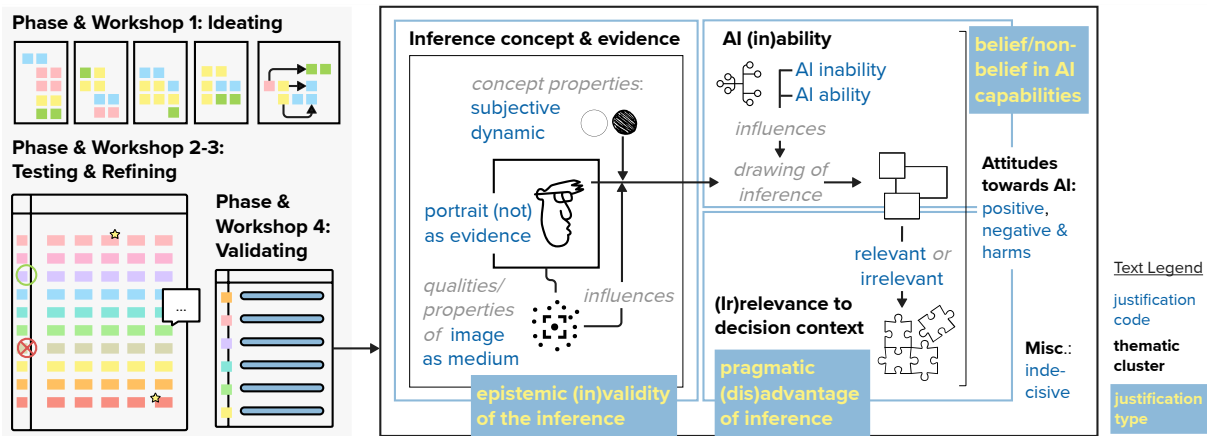 Phase & Workshop 1: Ideating
Phase & Workshop 2-3:
Testing & Refining
Phase &
Workshop 4:
Validating
...
Inference concept & evidence
concept properties:
subjective
dynamic
portrait (not)
as evidence
qualities/
properties
of image
as medium
influences
epistemic (in)validity
of the inference
AI (in)ability
AI inability
AI ability
influences
drawing of
inference
relevant or
irrelevant
(Ir)relevance to
decision context
pragmatic
(dis)advantage
of inference
belief/non-
belief in AI
capabilities
Attitudes
towards AI:
positive,
negative &
harms
Misc.:
inde-
cisive
Text Legend
justification
code
thematic
cluster
justification
type